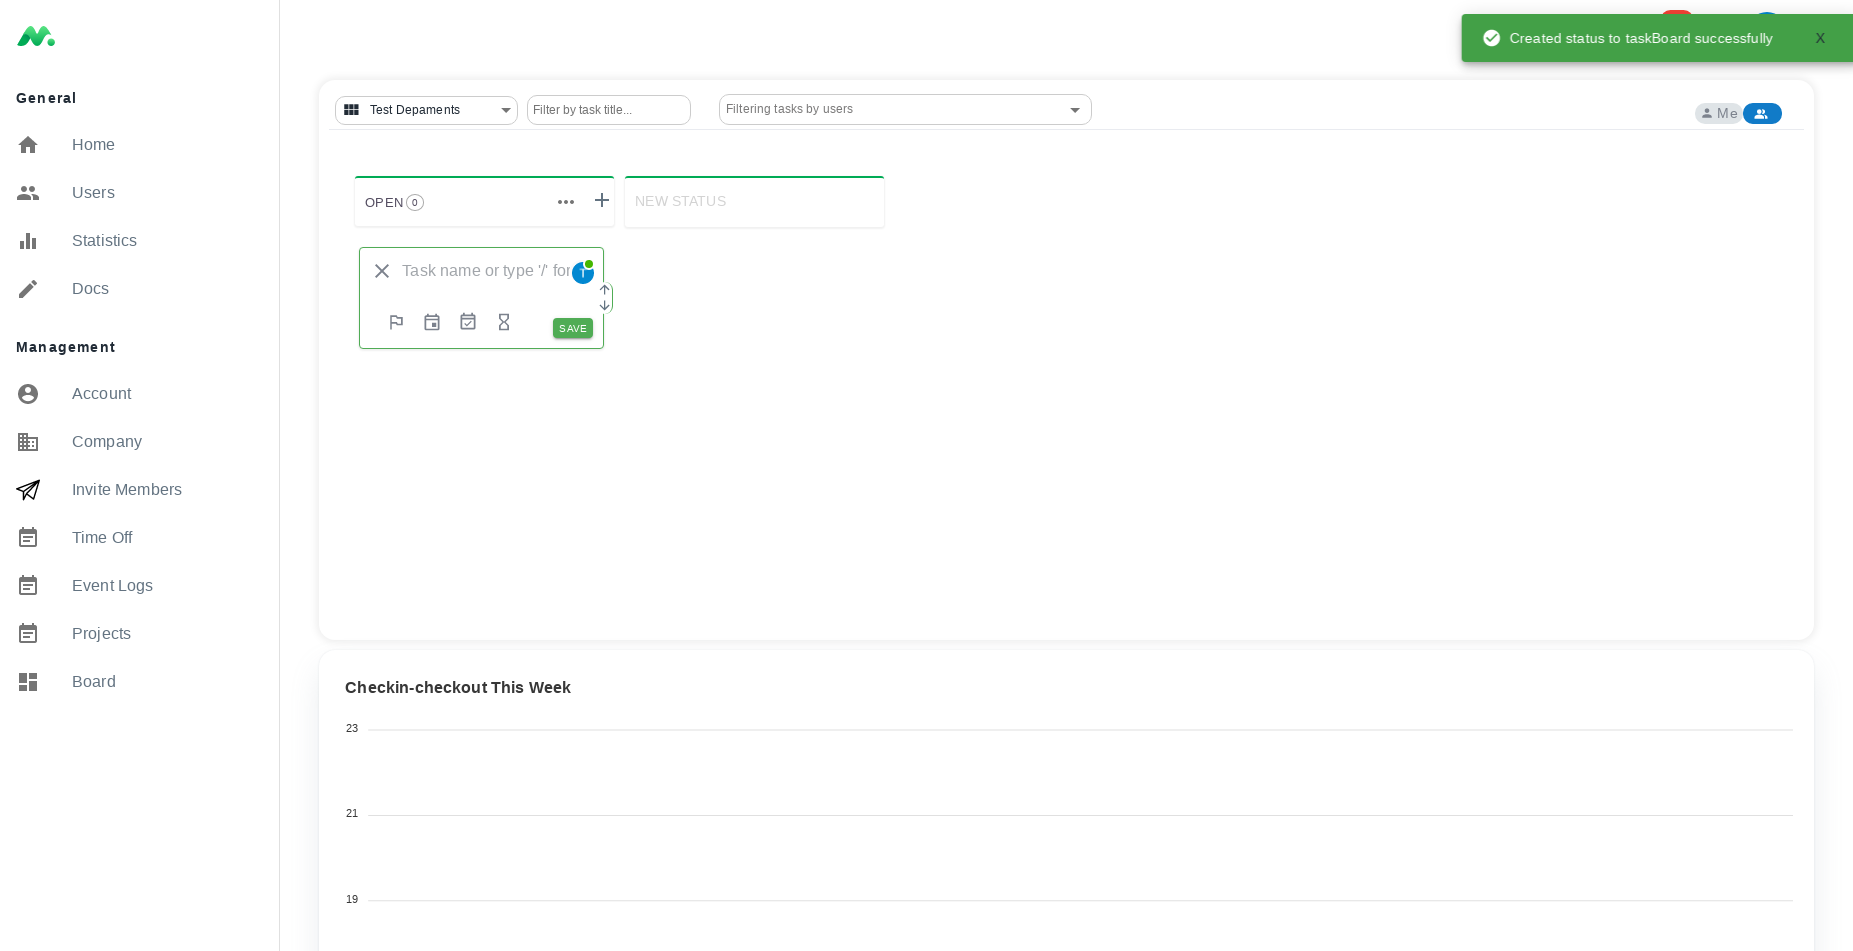 Created status to taskBoard successfully X
General
Home
Users
Statistics
Docs
Management
Account
Company
Invite Members
Time Off
Event Logs
Projects
Board
Test Depaments
Filter by task title...
Filtering tasks by users
Me
OPEN 0
NEW STATUS
Task name or type '/' for
T
SAVE
Checkin-checkout This Week
23
21
19